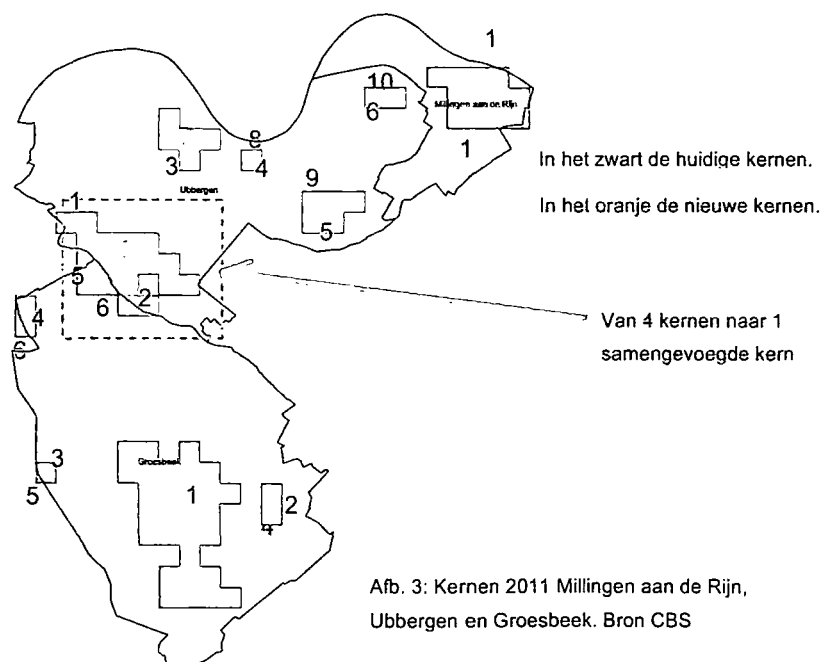 1
10
Millingen aan de Rijn
6
8
1
3
4
In het zwart de huidige kernen.
Ubbergen
9
1
In het oranje de nieuwe kernen.
5
5
2
6
4
Van 4 kernen naar 1
samengevoegde kern
Groesbeek
3
1
5
2
4
Afb. 3: Kernen 2011 Millingen aan de Rijn,
Ubbergen en Groesbeek. Bron CBS